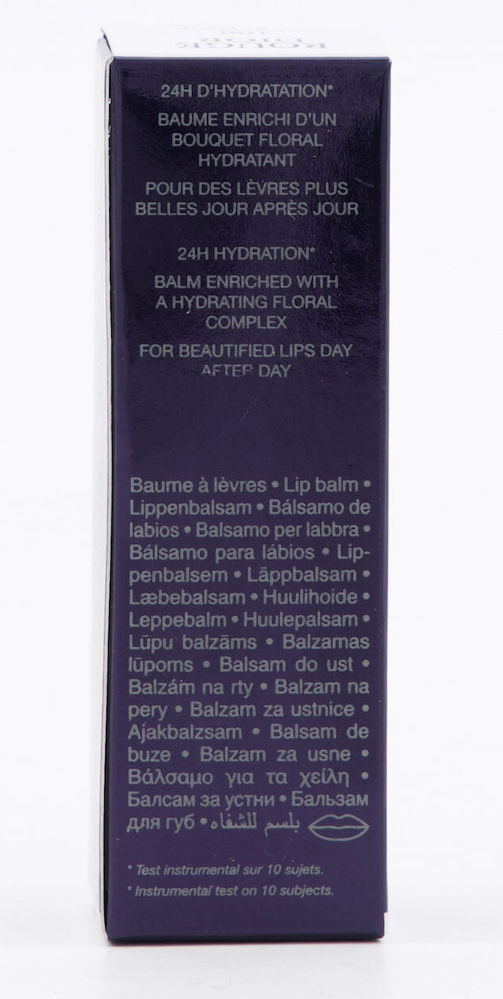 ROUGE
DIOR
24H D'HYDRATATION*
BAUME ENRICHI D'UN
BOUQUET FLORAL
HYDRATANT
POUR DES LÈVRES PLUS
BELLES JOUR APRÈS JOUR
24H HYDRATION*
BALM ENRICHED WITH
A HYDRATING FLORAL
COMPLEX
FOR BEAUTIFIED LIPS DAY
AFTER DAY
Baume à lèvres • Lip balm •
Lippenbalsam • Bálsamo de
labios • Balsamo per labbra •
Bálsamo para lábios • Lip-
penbalsem • Läppbalsam •
Læbebalsam • Huulihoide •
Leppebalm • Huulepalsam •
Lūpu balzāms • Balzamas
lūpoms • Balsam do ust •
Balzám na rty • Balzam na
pery • Balzam za ustnice •
Ajakbalzsam • Balsam de
buze • Balzam za usne •
Βάλσαμο για τα χείλη •
Балсам за устни • Бальзам
для губ • بلسم للشفاه
* Test instrumental sur 10 sujets.
* Instrumental test on 10 subjects.